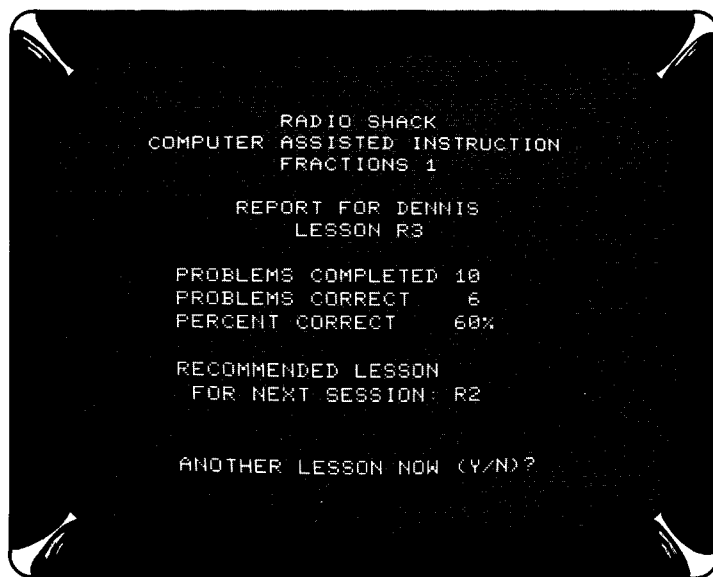 RADIO SHACK
COMPUTER ASSISTED INSTRUCTION
FRACTIONS 1
REPORT FOR DENNIS
LESSON R3
PROBLEMS COMPLETED 10
PROBLEMS CORRECT 6
PERCENT CORRECT 60%
RECOMMENDED LESSON
FOR NEXT SESSION: R2
ANOTHER LESSON NOW (Y/N)?